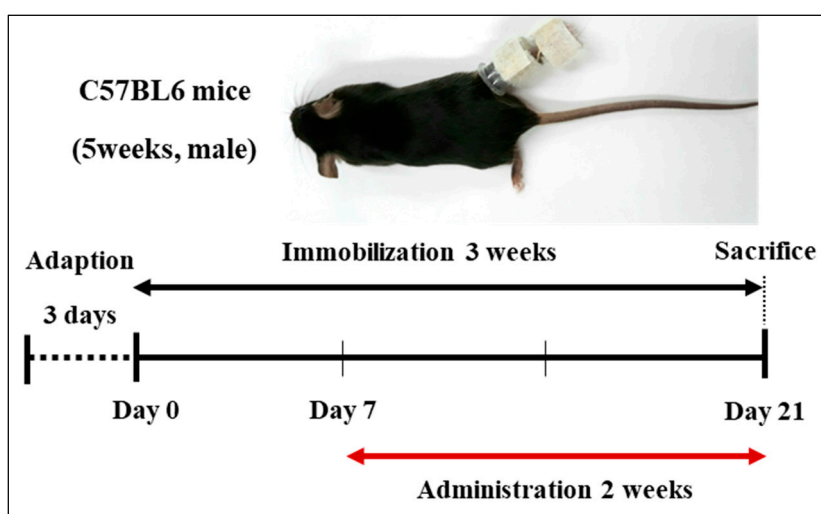 C57BL6 mice
(5weeks, male)
Adaption
Immobilization 3 weeks
Sacrifice
3 days
Day 0
Day 7
Day 21
Administration 2 weeks